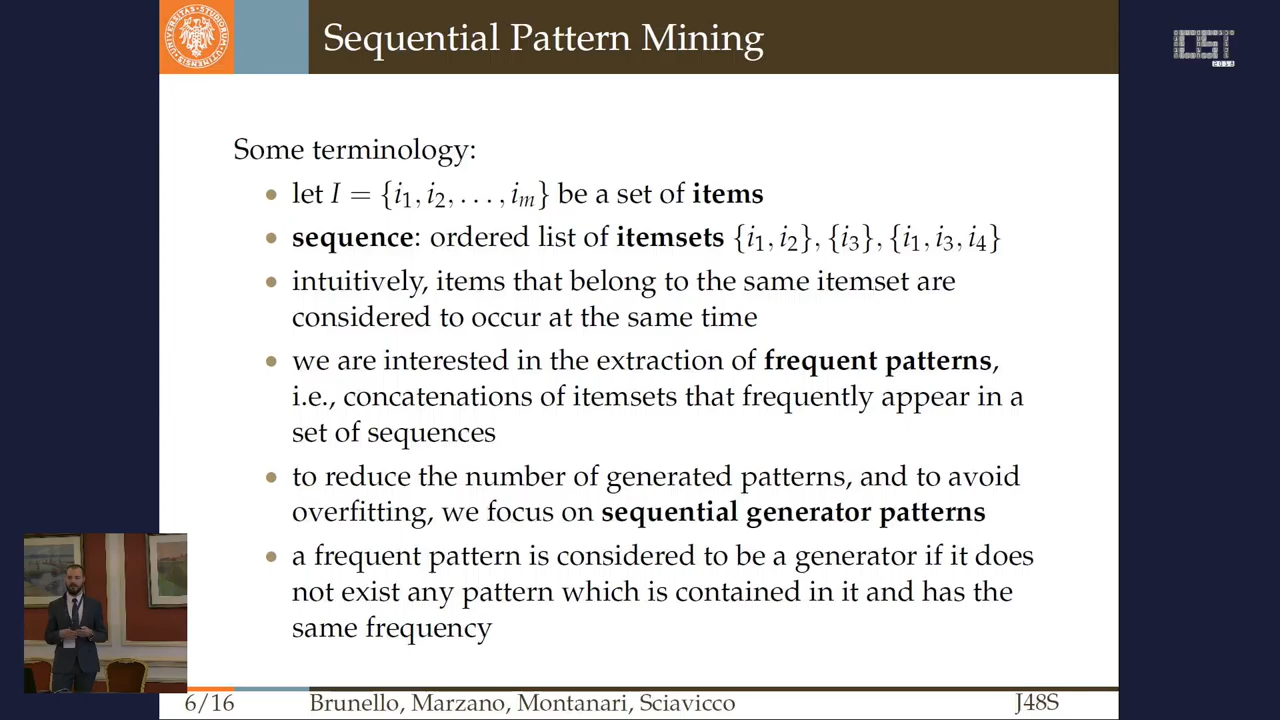 Sequential Pattern Mining
Some terminology:
• let I = {i₁, i₂, . . . , iₘ} be a set of items
• sequence: ordered list of itemsets {i₁, i₂}, {i₃}, {i₁, i₃, i₄}
• intuitively, items that belong to the same itemset are
considered to occur at the same time
• we are interested in the extraction of frequent patterns,
i.e., concatenations of itemsets that frequently appear in a
set of sequences
• to reduce the number of generated patterns, and to avoid
overfitting, we focus on sequential generator patterns
• a frequent pattern is considered to be a generator if it does
not exist any pattern which is contained in it and has the
same frequency
6/16
Brunello, Marzano, Montanari, Sciavicco
J48S